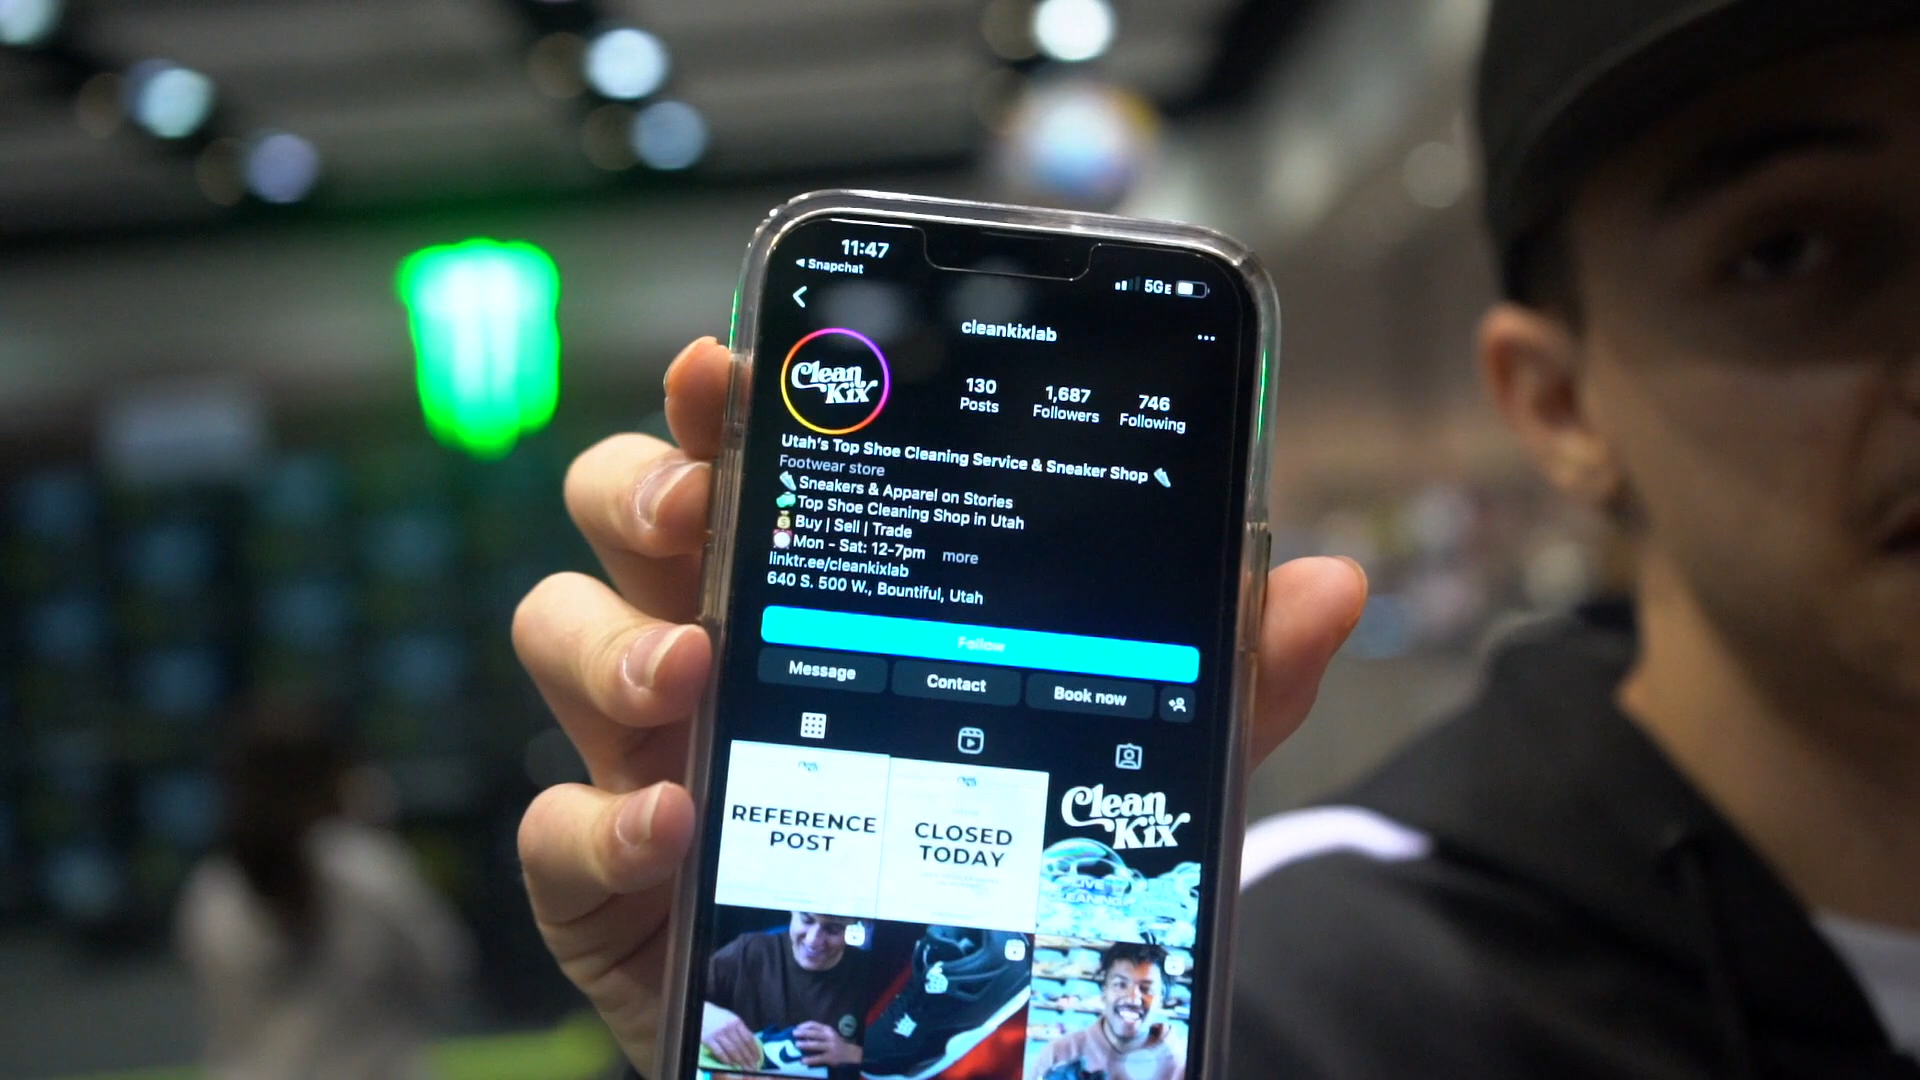 11:47
Snapchat
5GE
cleankixlab
Clean
Kix
130
Posts
1,687
Followers
746
Following
Utah's Top Shoe Cleaning Service & Sneaker Shop
Footwear store
Sneakers & Apparel on Stories
Top Shoe Cleaning Shop in Utah
Buy | Sell | Trade
Mon - Sat: 12-7pm more
linktr.ee/cleankixlab
640 S. 500 W., Bountiful, Utah
Follow
Message
Contact
Book now
REFERENCE
POST
CLOSED
TODAY
Clean
Kix
LIVE
CLEANING